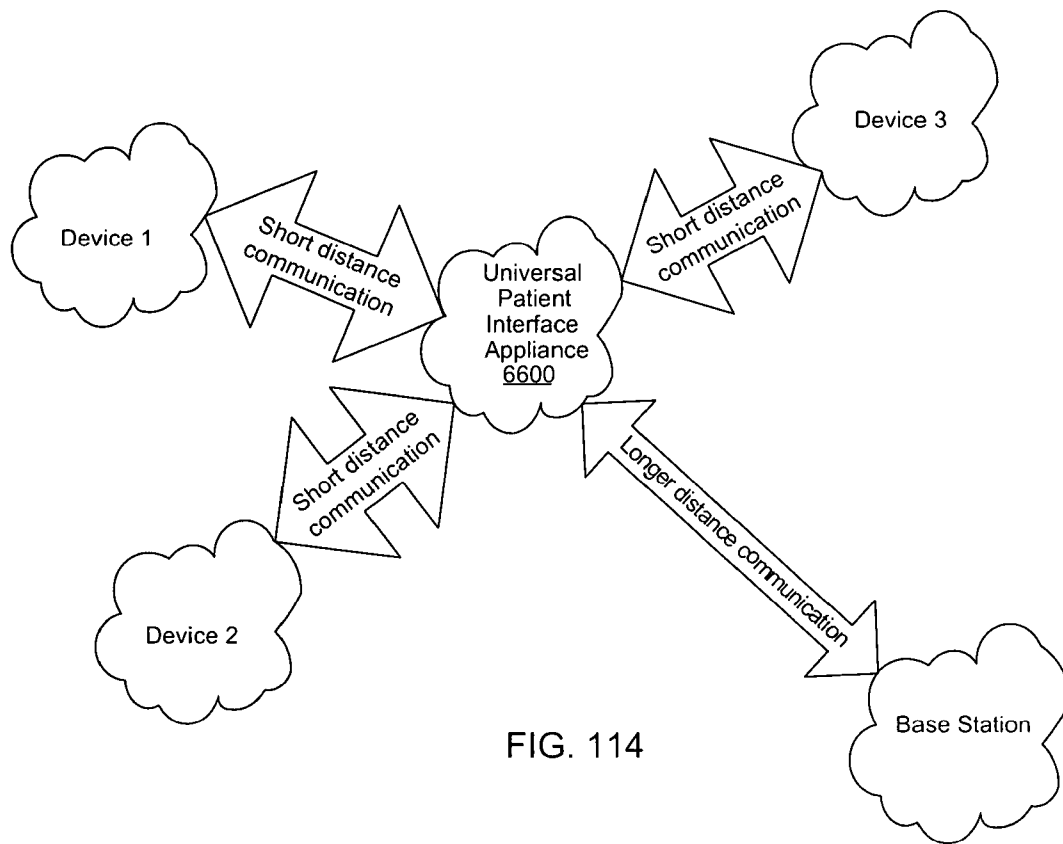 Device 3
Short distance
communication
Device 1
Short distance
communication
Universal
Patient
Interface
Appliance
6600
Short distance
communication
Device 2
Longer distance communication
Base Station
FIG. 114